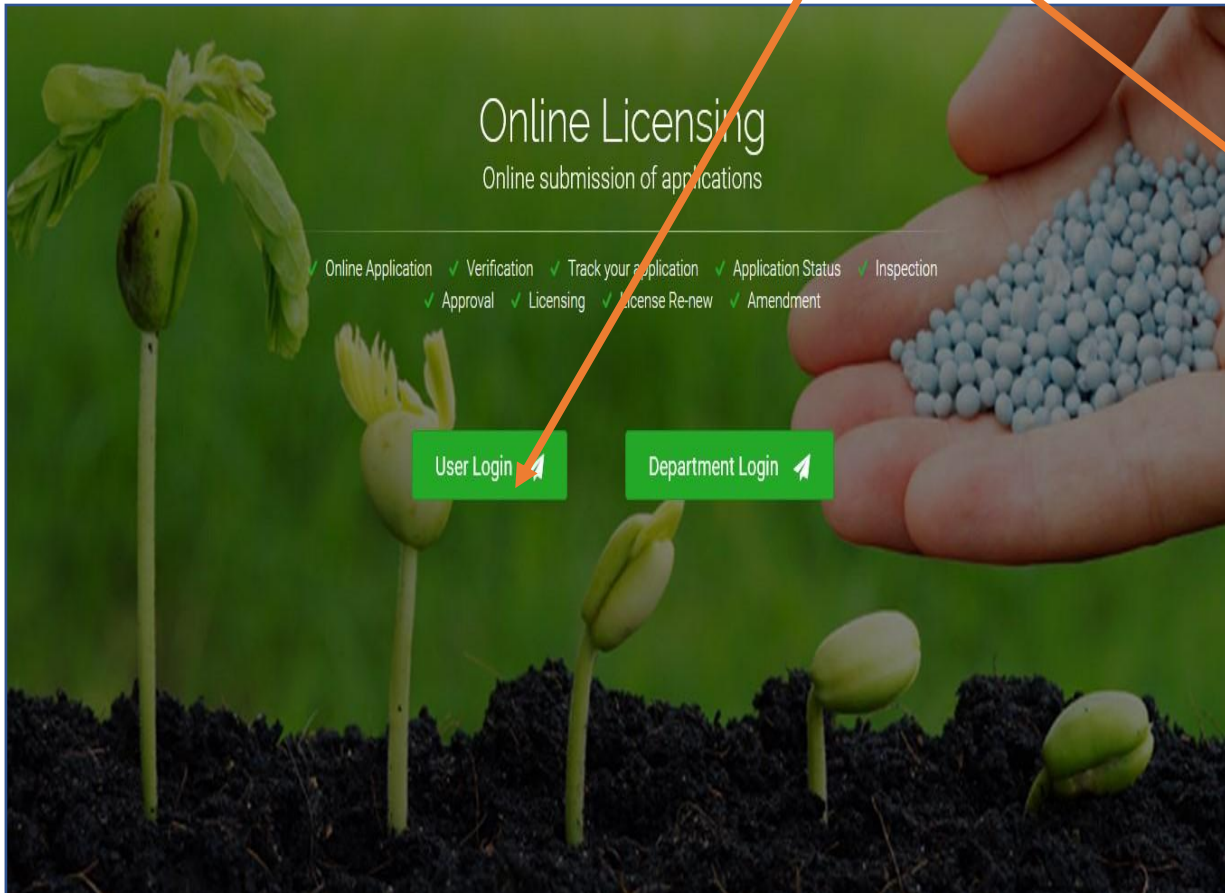 Online Licensing
Online submission of applications
✓ Online Application ✓ Verification ✓ Track your application ✓ Application Status ✓ Inspection
✓ Approval ✓ Licensing ✓ License Re-new ✓ Amendment
User Login
Department Login